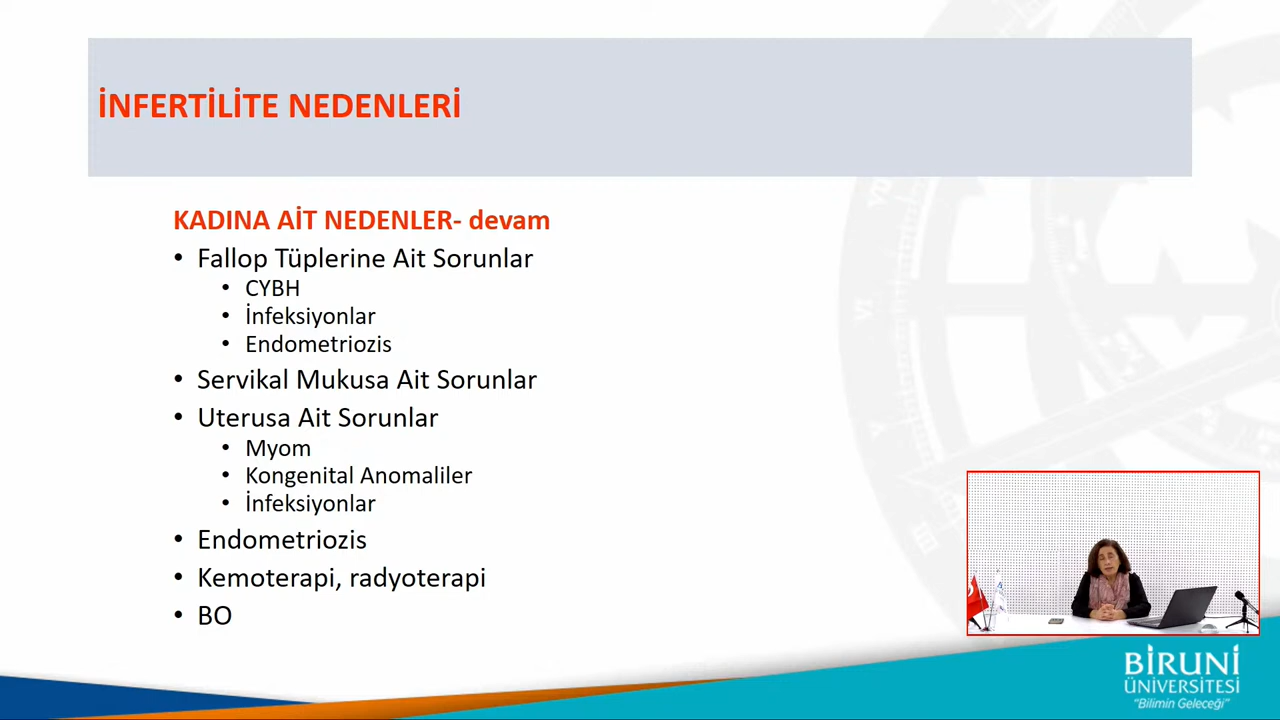 İNFERTİLİTE NEDENLERİ
KADINA AİT NEDENLER- devam
• Fallop Tüplerine Ait Sorunlar
• CYBH
• İnfeksiyonlar
• Endometriozis
• Servikal Mukusa Ait Sorunlar
• Uterusa Ait Sorunlar
• Myom
• Kongenital Anomaliler
• İnfeksiyonlar
• Endometriozis
• Kemoterapi, radyoterapi
• BO
BİRUNİ
ÜNİVERSİTESİ
"Bilimin Geleceği"